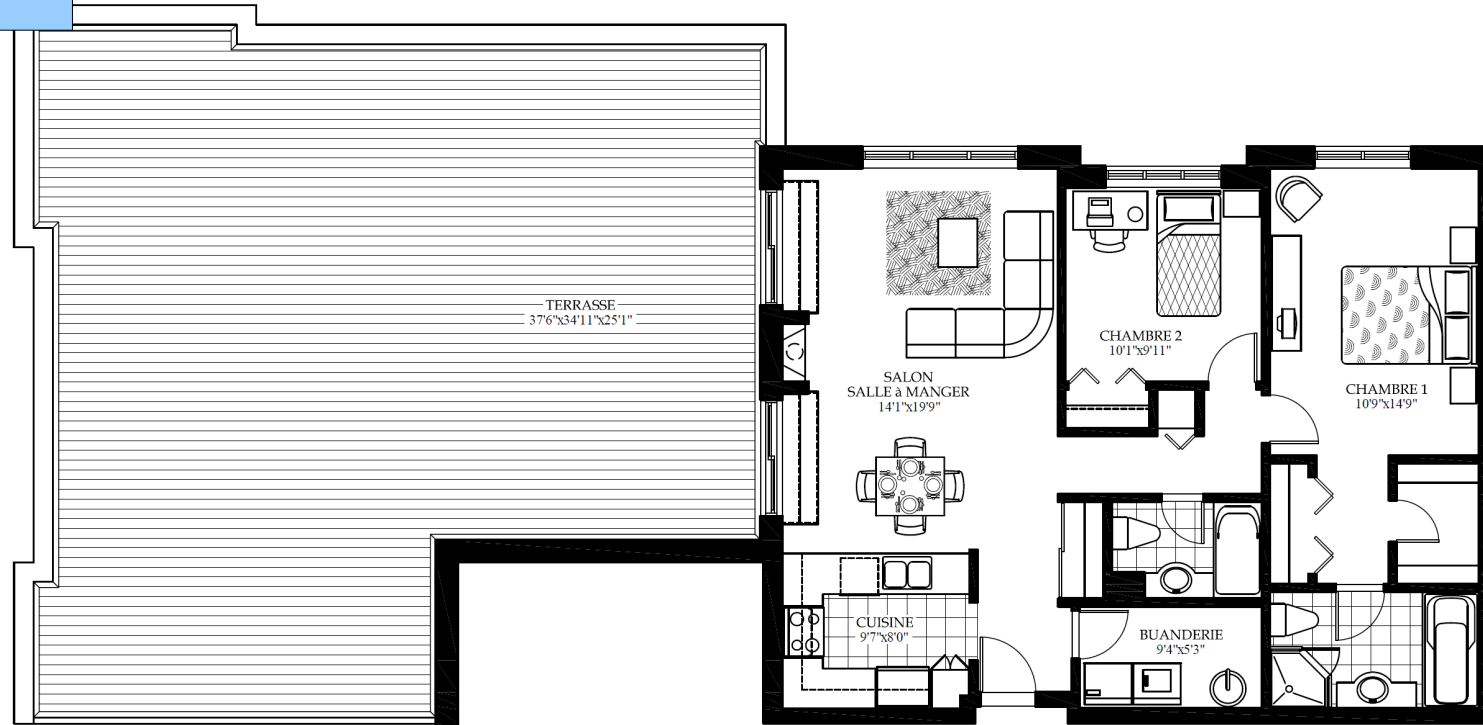 TERRASSE
37'6"x34'11"x25'1"
SALON
SALLE à MANGER
14'1"x19'9"
CHAMBRE 2
10'1"x9'11"
CHAMBRE 1
10'9"x14'9"
CUISINE
9'7"x8'0"
BUANDERIE
9'4"x5'3"